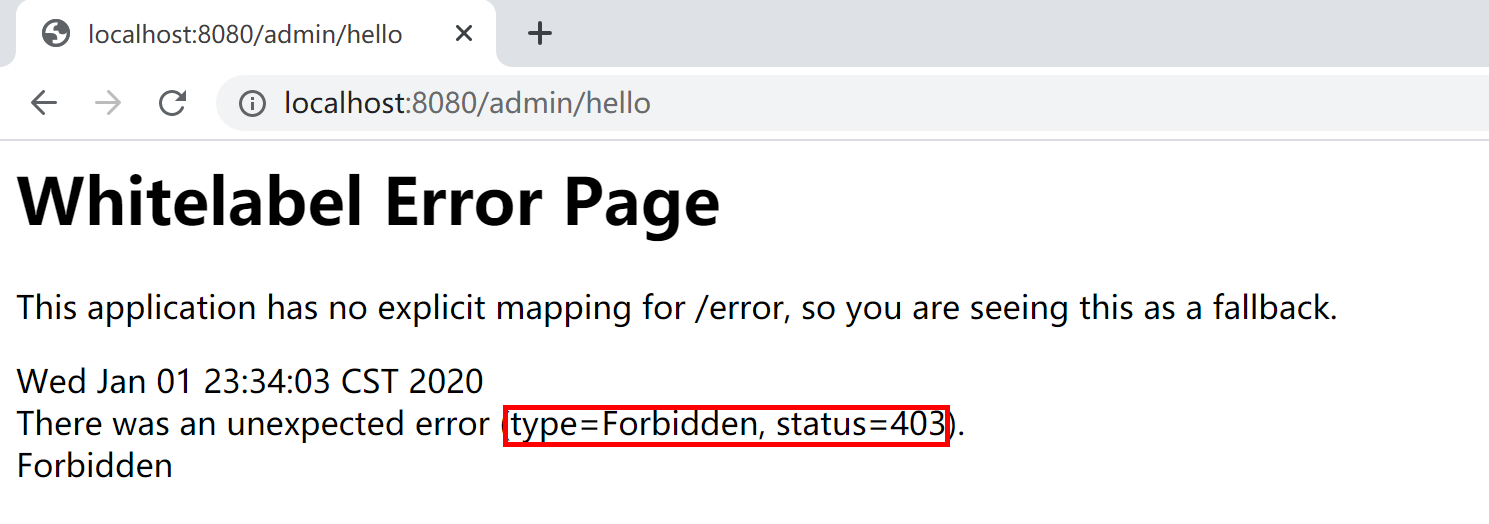 localhost:8080/admin/hello
localhost:8080/admin/hello
Whitelabel Error Page
This application has no explicit mapping for /error, so you are seeing this as a fallback.
Wed Jan 01 23:34:03 CST 2020
There was an unexpected error (type=Forbidden, status=403).
Forbidden